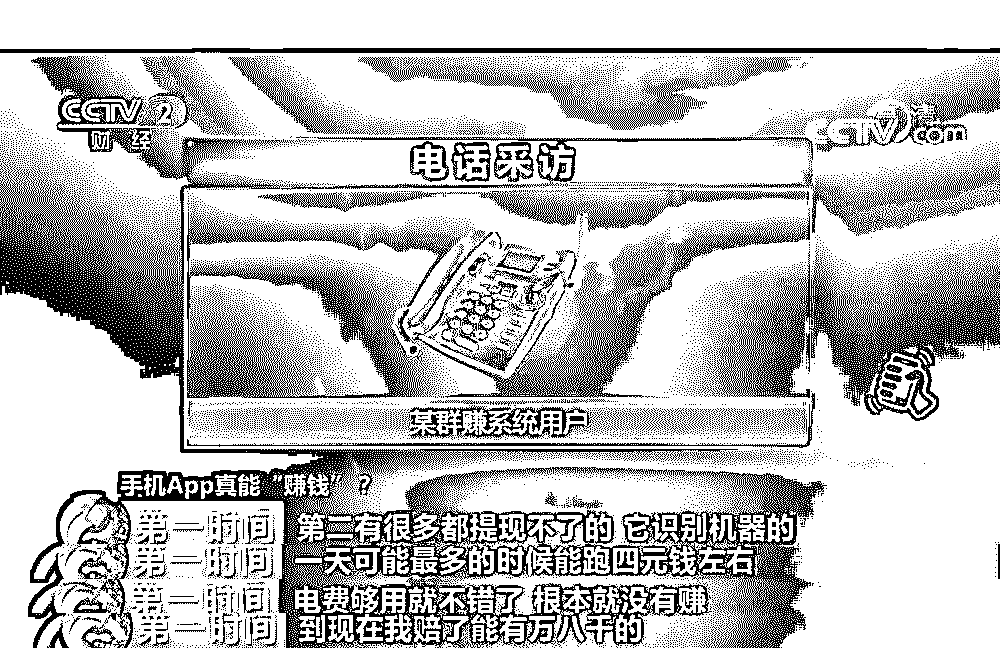 CCTV 2
财 经
CCTV.com
电话采访
某群赚系统用户
手机App真能“赚钱”？
第一时间 第二有很多都提现不了的 它识别机器的
第一时间 一天可能最多的时候能跑四元钱左右
第一时间 电费够用就不错了 根本就没有赚
第一时间 到现在我赔了能有万八千的